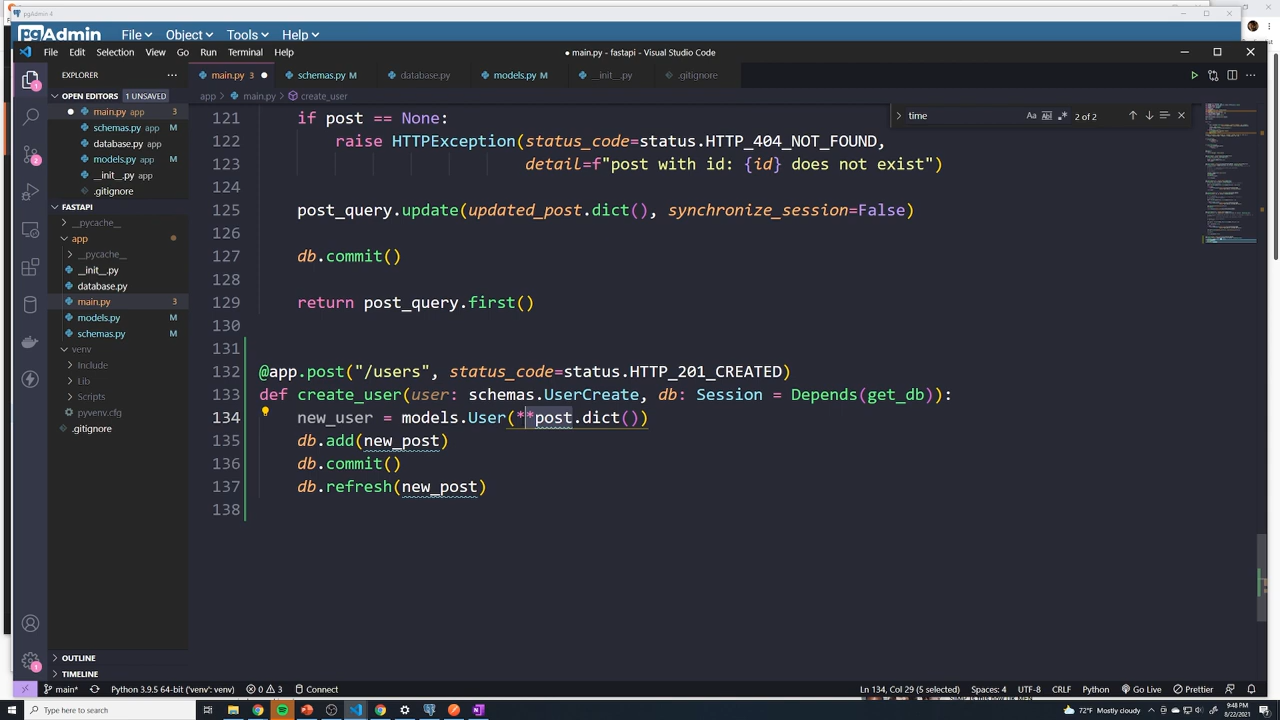 pgAdmin 4
pgAdmin File Object Tools Help
File Edit Selection View Go Run Terminal Help
● main.py - fastapi - Visual Studio Code
EXPLORER
main.py 3 ●
schemas.py M
database.py
models.py M
__init__.py
.gitignore
OPEN EDITORS 1 UNSAVED
app > main.py > create_user
main.py app 3
schemas.py M
database.py app
models.py app M
__init__.py app
.gitignore
FASTAPI
__pycache__
app
__pycache__
__init__.py
database.py
main.py 3
models.py M
schemas.py M
venv
Include
Lib
Scripts
pyvenv.cfg
.gitignore
OUTLINE
TIMELINE
time
Aa ab .* 2 of 2
121 if post == None:
122 raise HTTPException(status_code=status.HTTP_404_NOT_FOUND,
123 detail=f"post with id: {id} does not exist")
124
125 post_query.update(updated_post.dict(), synchronize_session=False)
126
127 db.commit()
128
129 return post_query.first()
130
131
132 @app.post("/users", status_code=status.HTTP_201_CREATED)
133 def create_user(user: schemas.UserCreate, db: Session = Depends(get_db)):
134 new_user = models.User(**post.dict())
135 db.add(new_post)
136 db.commit()
137 db.refresh(new_post)
138
main* Python 3.9.5 64-bit ('venv': venv) 0 3 Connect
Ln 134, Col 29 (5 selected) Spaces: 4 UTF-8 CRLF Python Go Live Prettier
Type here to search
72°F Mostly cloudy
9:48 PM
8/22/2021